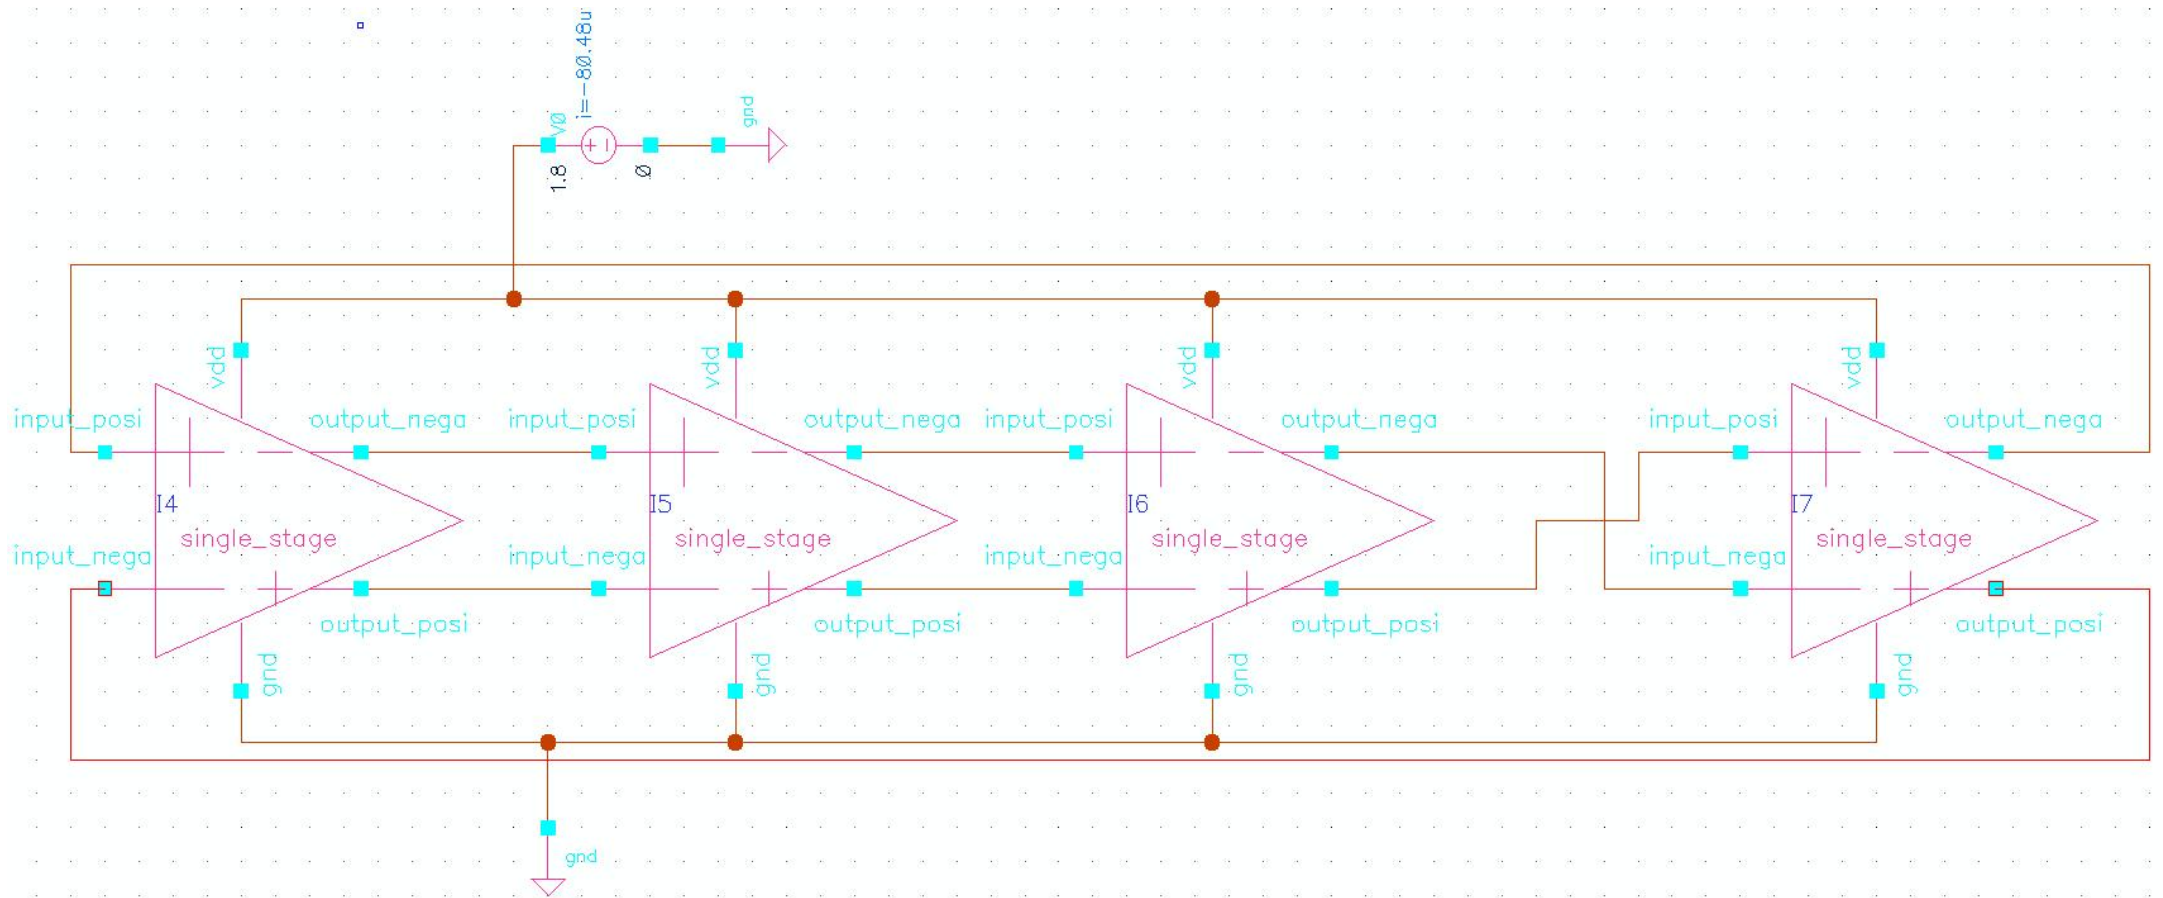 i=-80.48u
V0
gnd
1.8
0
vdd
vdd
vdd
vdd
input_posi
output_nega
input_posi
output_nega
input_posi
output_nega
input_posi
output_nega
I4
I5
I6
I7
single_stage
single_stage
single_stage
single_stage
input_nega
input_nega
input_nega
input_nega
output_posi
output_posi
output_posi
output_posi
gnd
gnd
gnd
gnd
gnd